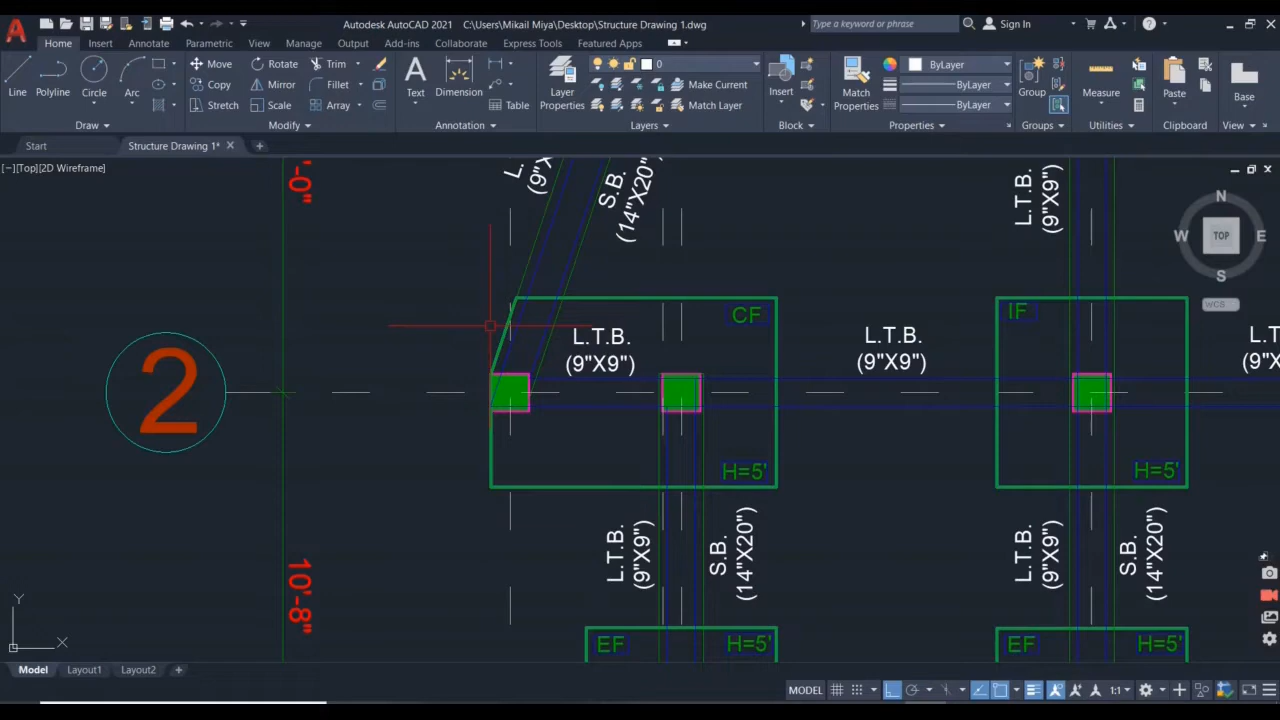 Autodesk AutoCAD 2021 C:\Users\Mikail Miya\Desktop\Structure Drawing 1.dwg
Type a keyword or phrase
Sign In
Home Insert Annotate Parametric View Manage Output Add-ins Collaborate Express Tools Featured Apps
Line
Polyline
Circle
Arc
Draw
Move Rotate Trim
Copy Mirror Fillet
Stretch Scale Array
Modify
Text
Dimension
Table
Annotation
Layer
Properties
0
Make Current
Match Layer
Layers
Insert
Block
Match
Properties
ByLayer
ByLayer
ByLayer
Properties
Group
Groups
Measure
Utilities
Paste
Clipboard
Base
View
Start
Structure Drawing 1*
[−][Top][2D Wireframe]
'-0"
L.
(9"X
S.B.
(14"X20")
L.T.B.
(9"X9")
N
W TOP E
S
WCS
CF
IF
2
L.T.B.
(9"X9")
L.T.B.
(9"X9")
L.T
(9"X
H=5'
H=5'
10'-8"
L.T.B.
(9"X9")
S.B.
(14"X20")
L.T.B.
(9"X9")
S.B.
(14"X20")
EF
H=5'
EF
H=5'
Y
X
Model Layout1 Layout2
MODEL
1:1